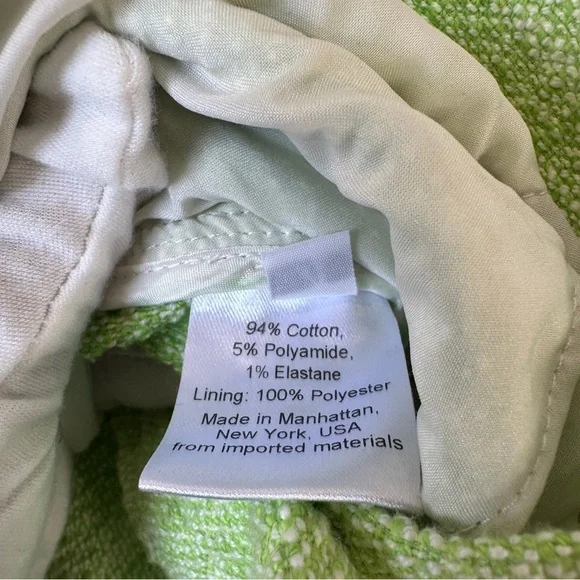 94% Cotton,
5% Polyamide,
1% Elastane
Lining: 100% Polyester
Made in Manhattan,
New York, USA
from imported materials